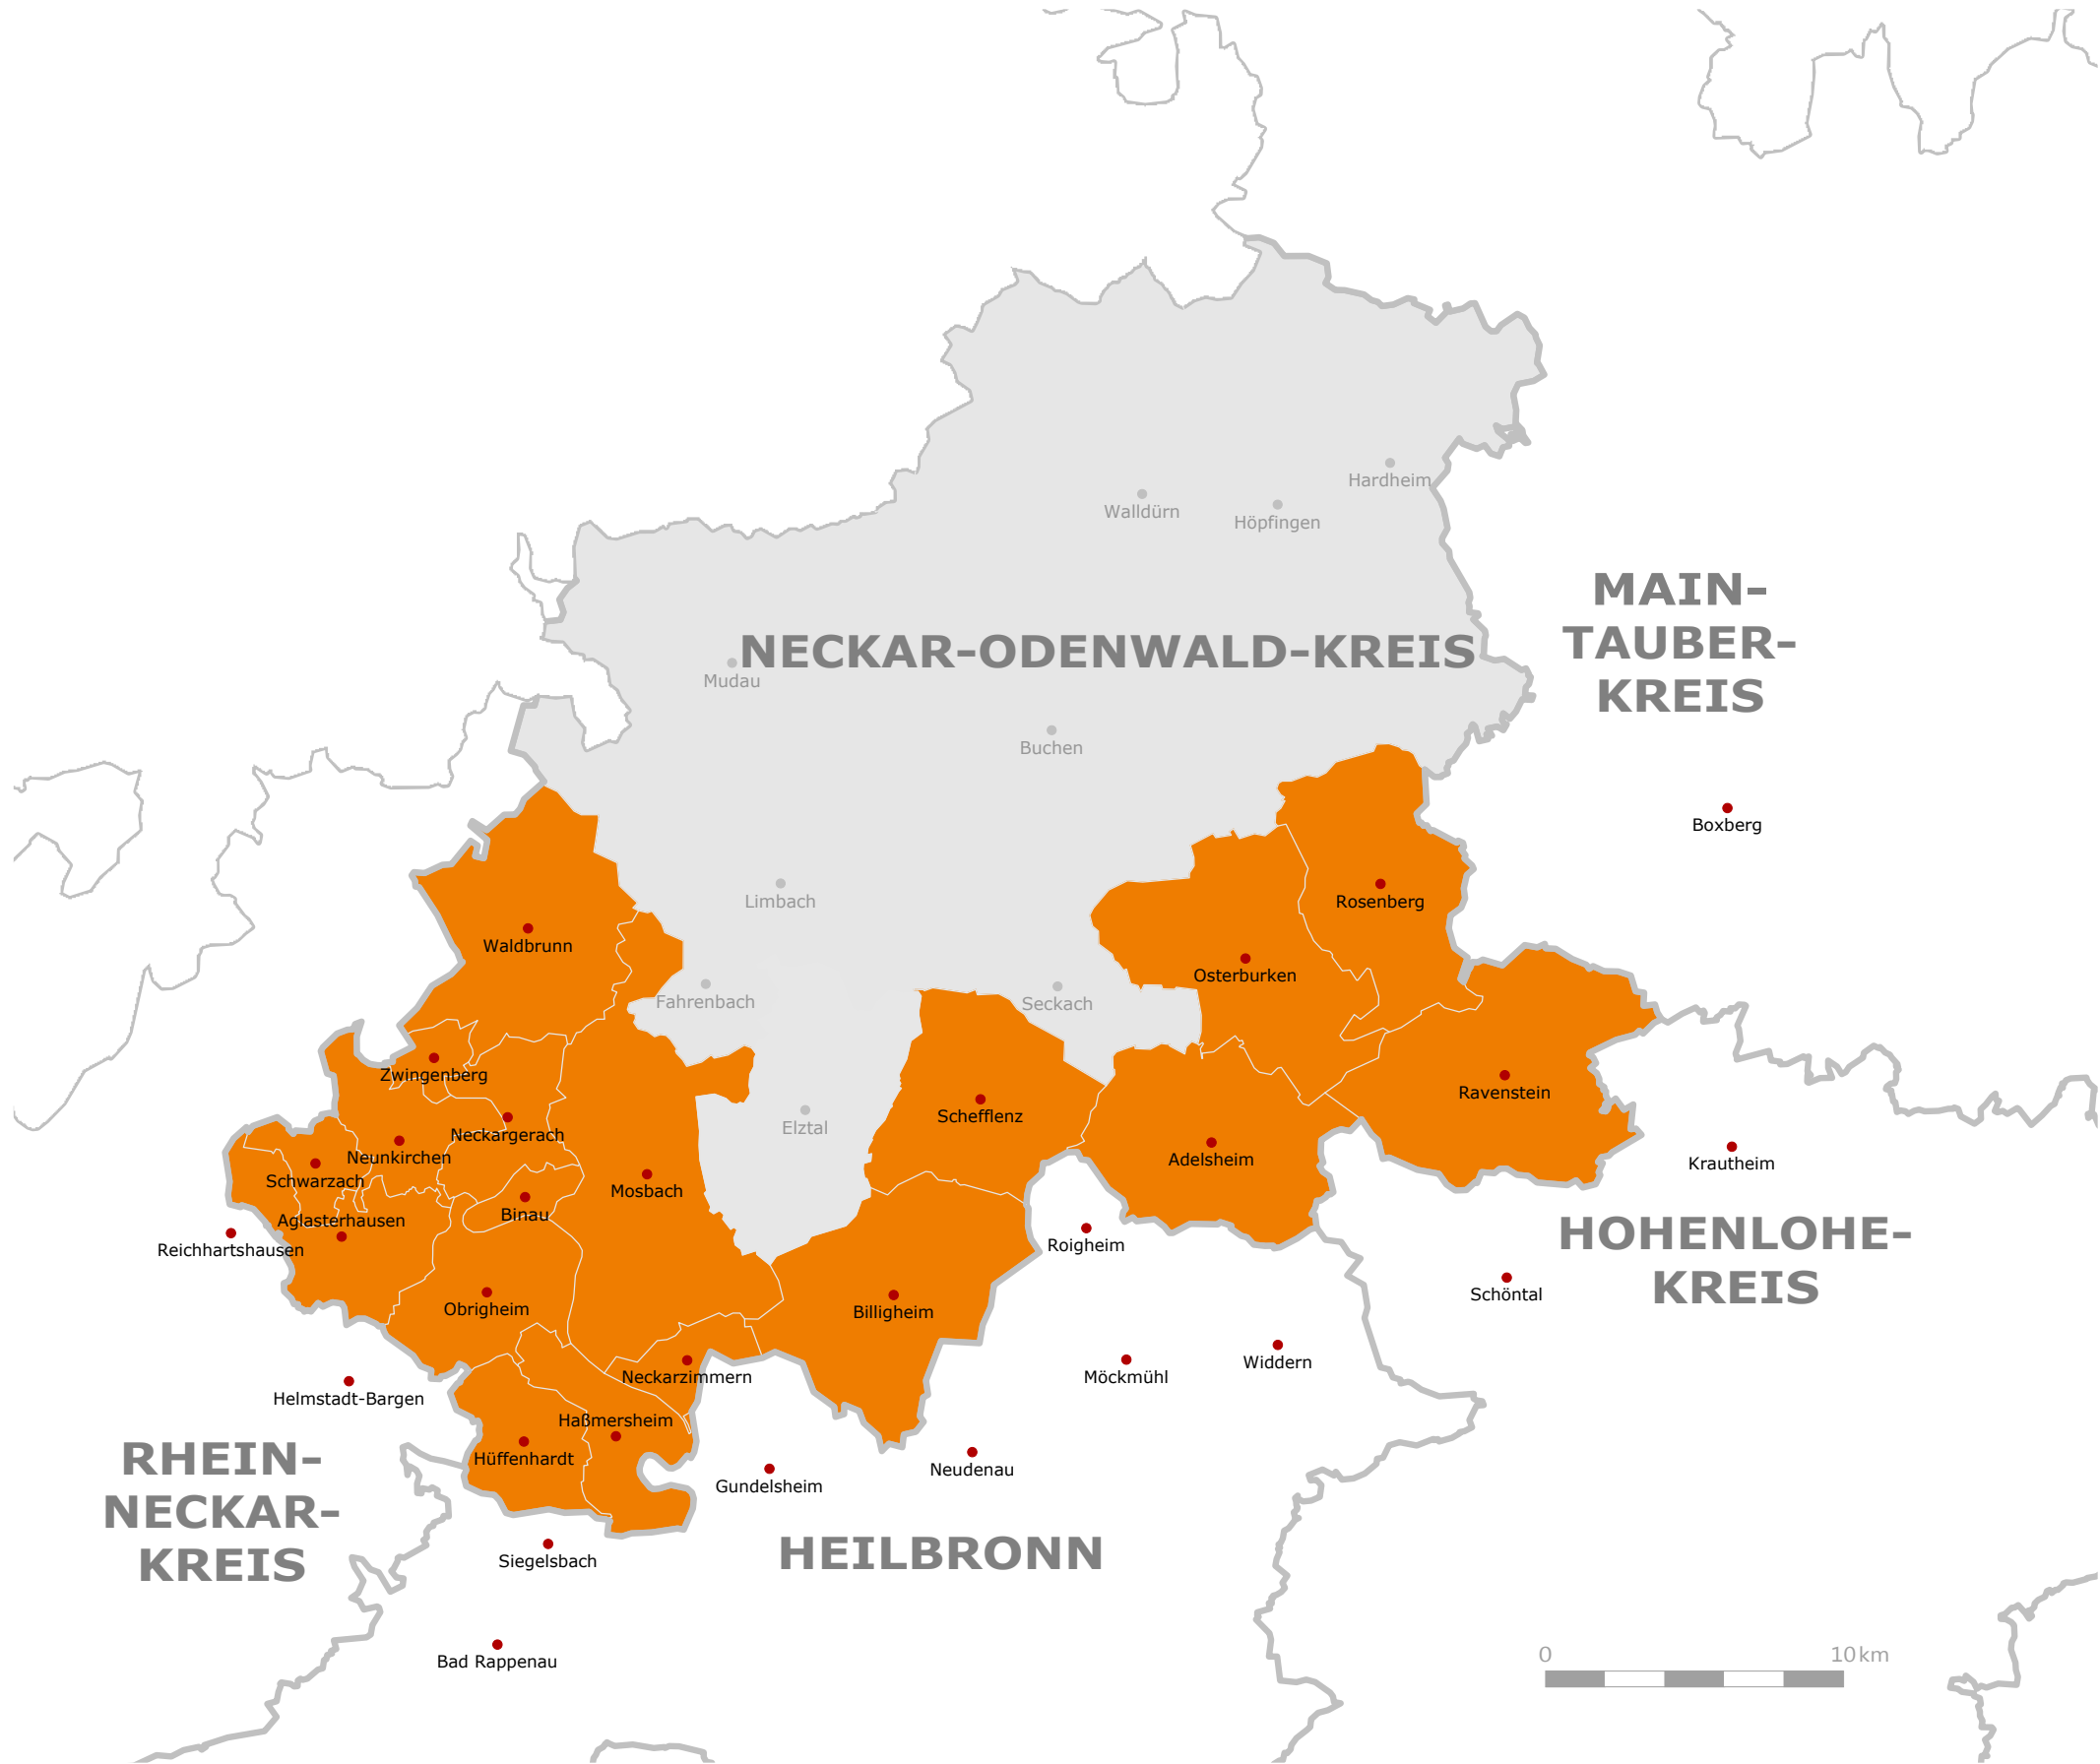 Hardheim
Walldürn
Höpfingen
MAIN-
TAUBER-
KREIS
NECKAR-ODENWALD-KREIS
Mudau
Buchen
Boxberg
Limbach
Rosenberg
Waldbrunn
Osterburken
Fahrenbach
Seckach
Zwingenberg
Ravenstein
Schefflenz
Elztal
Neckargerach
Neunkirchen
Adelsheim
Krautheim
Schwarzach
Mosbach
Binau
Aglasterhausen
Reichhartshausen
Roigheim
HOHENLOHE-
KREIS
Schöntal
Obrigheim
Billigheim
Widdern
Neckarzimmern
Möckmühl
Helmstadt-Bargen
Haßmersheim
Hüffenhardt
RHEIN-
NECKAR-
KREIS
Neudenau
Gundelsheim
HEILBRONN
Siegelsbach
Bad Rappenau
0 10 km